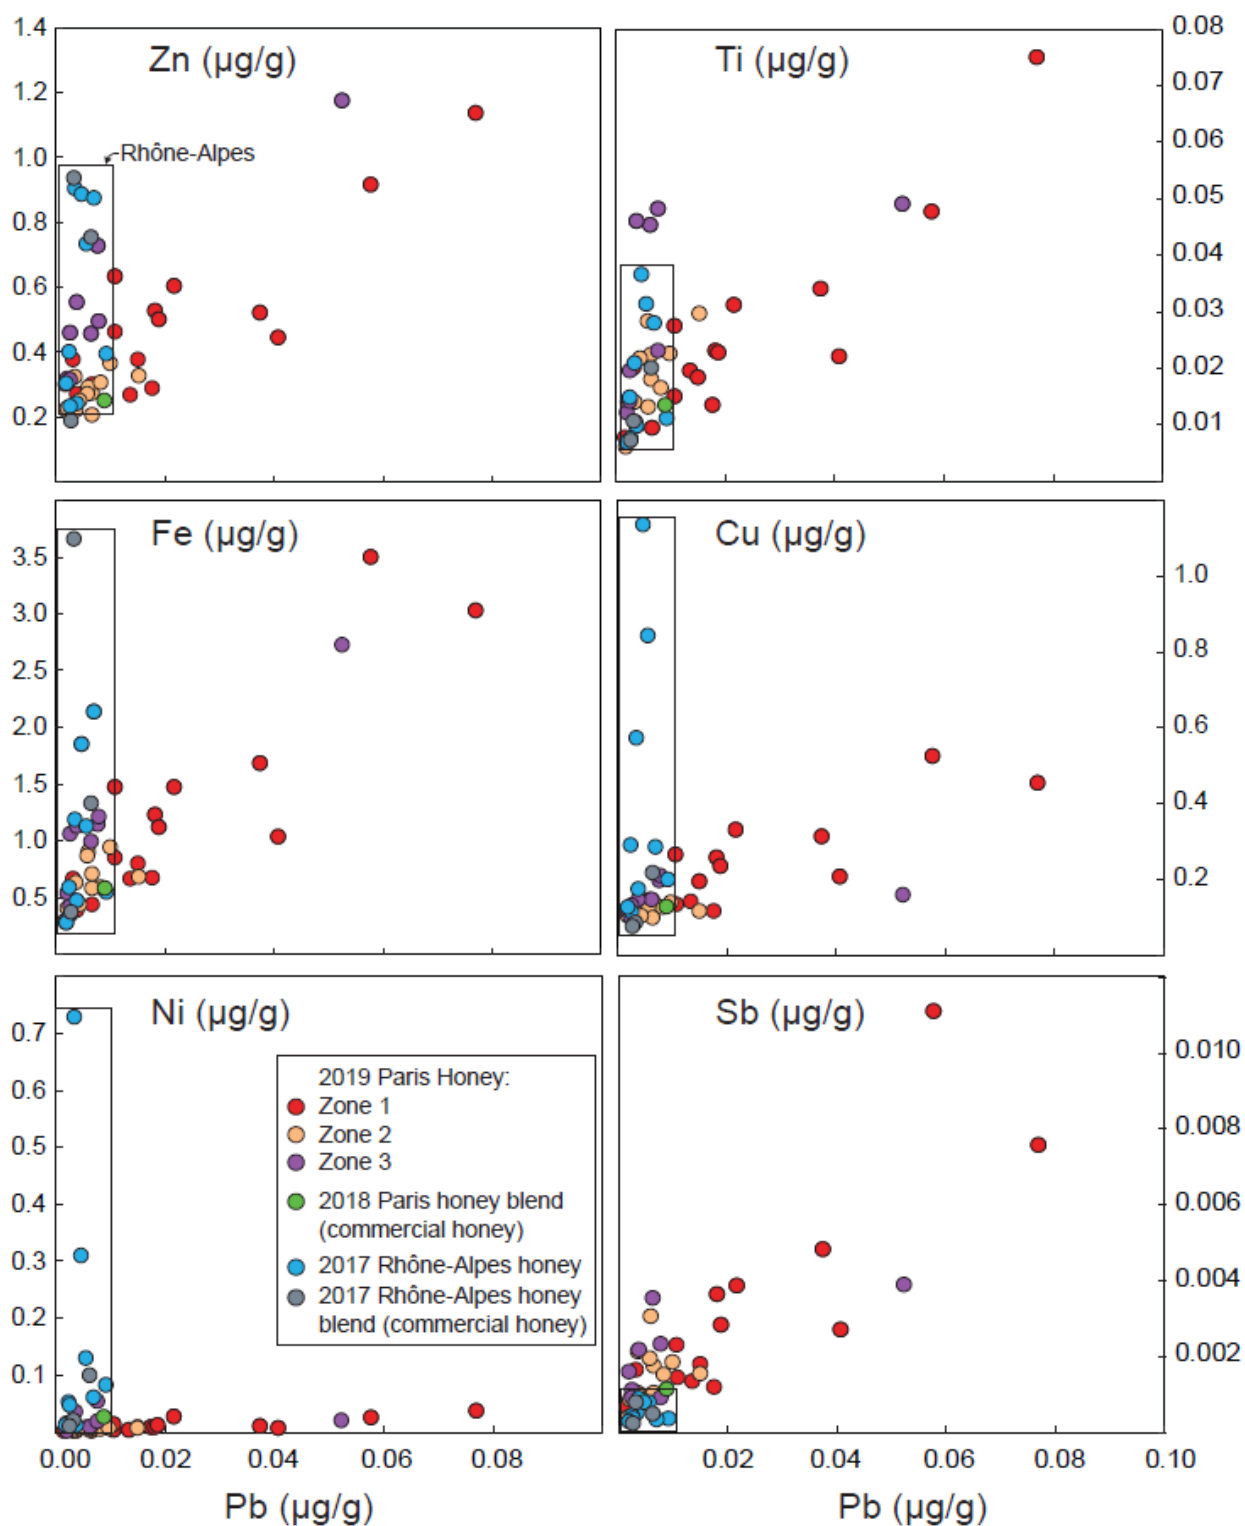 Zn (µg/g)
1.4
1.2
1.0
0.8
0.6
0.4
0.2
Rhône-Alpes
Ti (µg/g)
0.08
0.07
0.06
0.05
0.04
0.03
0.02
0.01
Fe (µg/g)
3.5
3.0
2.5
2.0
1.5
1.0
0.5
Cu (µg/g)
1.0
0.8
0.6
0.4
0.2
Ni (µg/g)
0.7
0.6
0.5
0.4
0.3
0.2
0.1
2019 Paris Honey:
Zone 1
Zone 2
Zone 3
2018 Paris honey blend
(commercial honey)
2017 Rhône-Alpes honey
2017 Rhône-Alpes honey
blend (commercial honey)
0.00 0.02 0.04 0.06 0.08
Pb (µg/g)
Sb (µg/g)
0.010
0.008
0.006
0.004
0.002
0.02 0.04 0.06 0.08 0.10
Pb (µg/g)